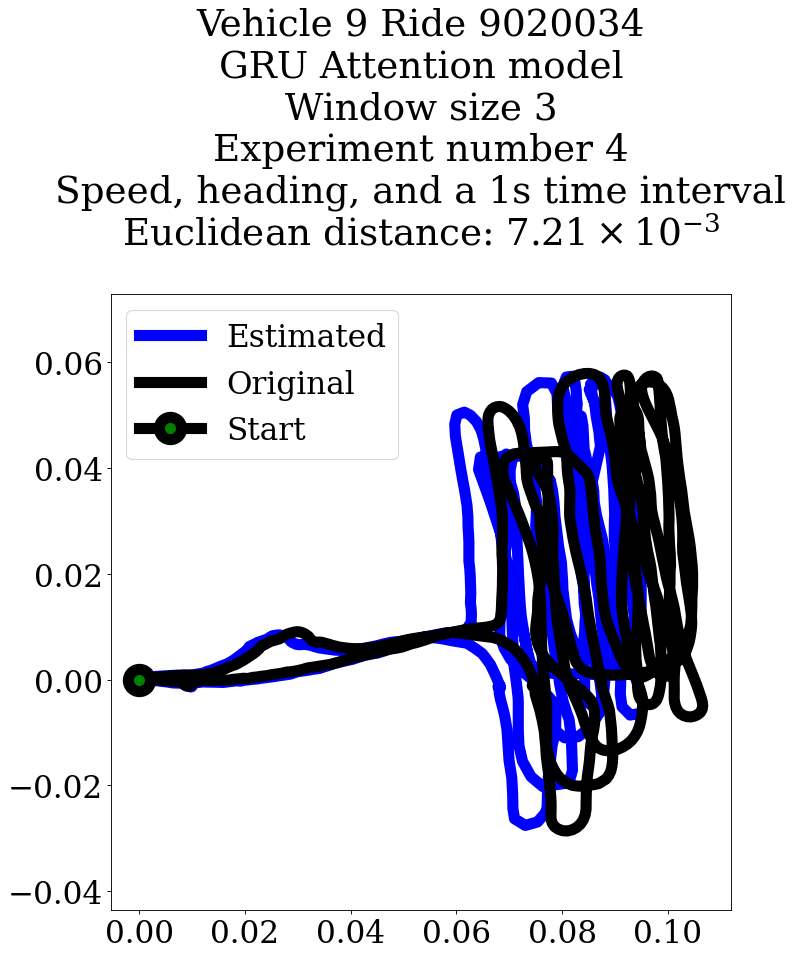 Vehicle 9 Ride 9020034
GRU Attention model
Window size 3
Experiment number 4
Speed, heading, and a 1s time interval
Euclidean distance: 7.21 × 10⁻³
Estimated
Original
Start
0.06
0.04
0.02
0.00
−0.02
−0.04
0.00 0.02 0.04 0.06 0.08 0.10